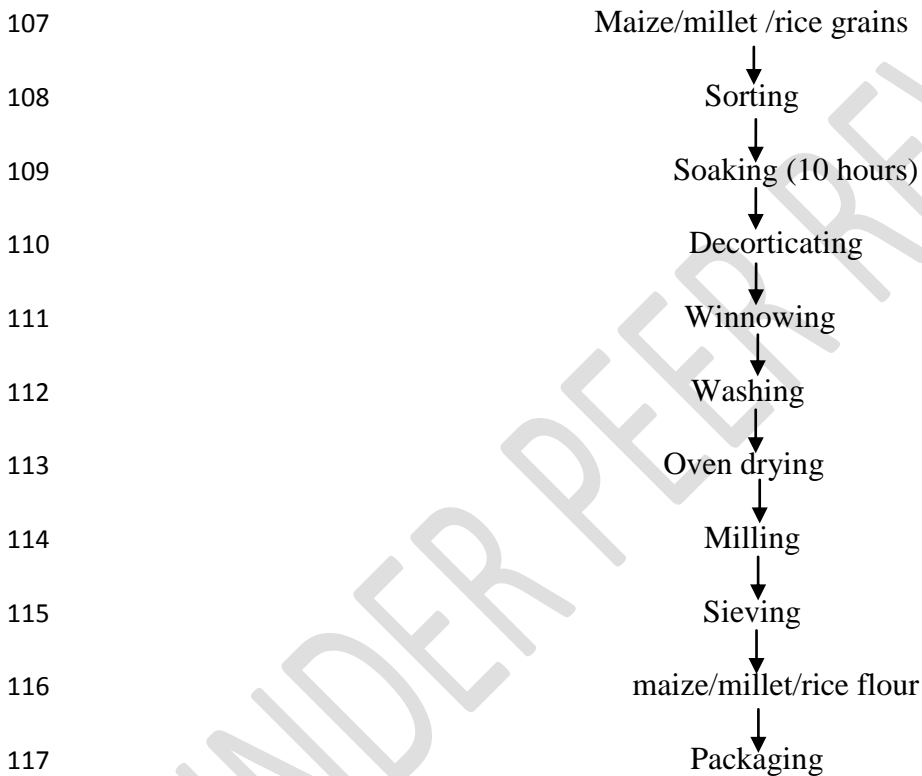 107 Maize/millet /rice grains
108 Sorting
109 Soaking (10 hours)
110 Decorticating
111 Winnowing
112 Washing
113 Oven drying
114 Milling
115 Sieving
116 maize/millet/rice flour
117 Packaging
UNDER PEER RE